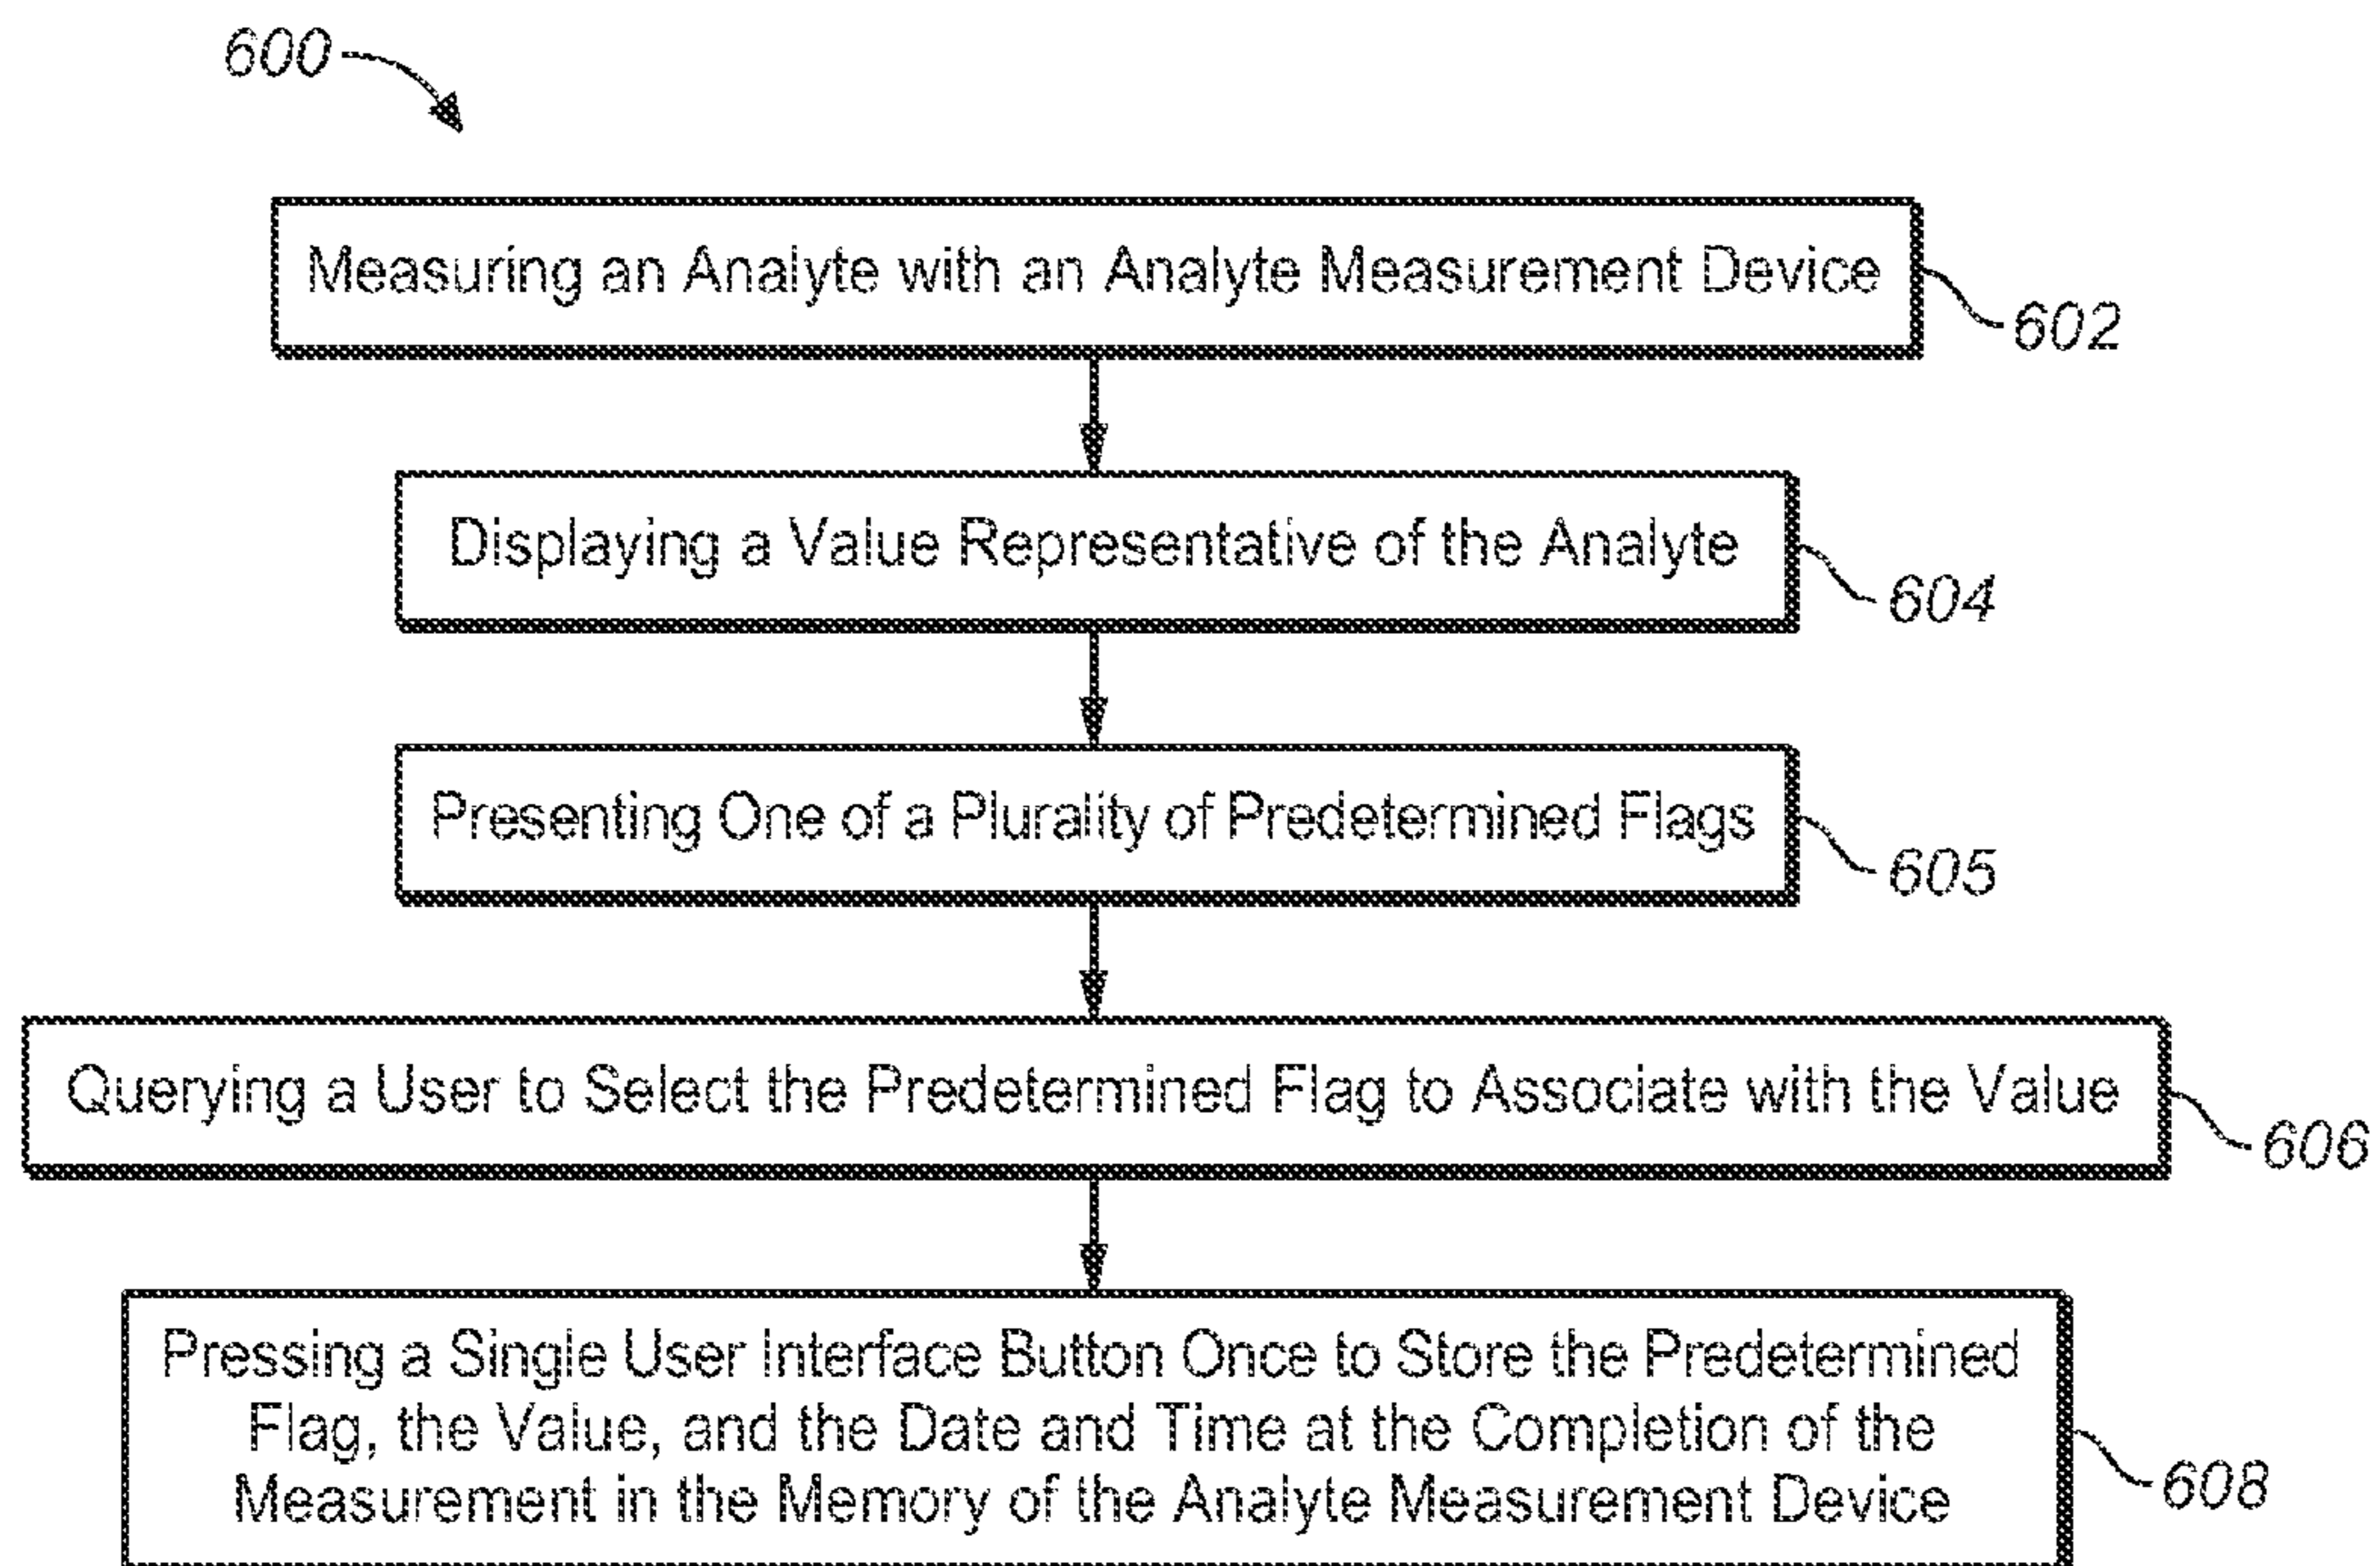 600
Measuring an Analyte with an Analyte Measurement Device
602
Displaying a Value Representative of the Analyte
604
Presenting One of a Plurality of Predetermined Flags
605
Querying a User to Select the Predetermined Flag to Associate with the Value
606
Pressing a Single User Interface Button Once to Store the Predetermined
Flag, the Value, and the Date and Time at the Completion of the
Measurement in the Memory of the Analyte Measurement Device
608